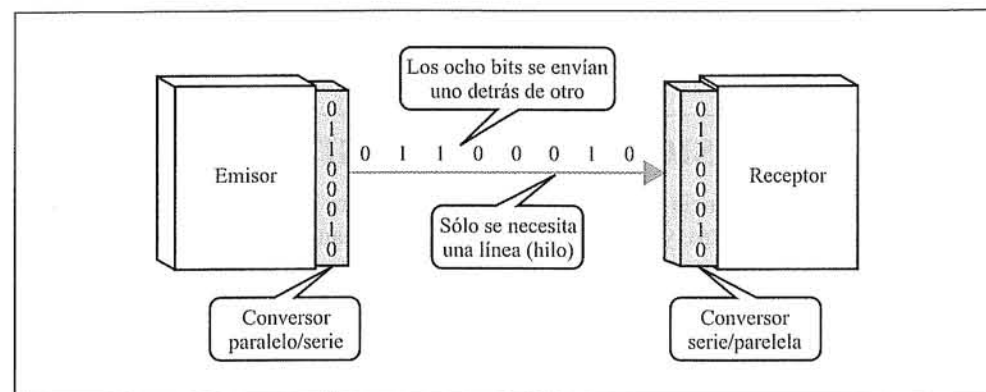 Los ocho bits se envían
uno detrás de otro
Emisor
0
1
1
0
0
0
1
0
0 1 1 0 0 0 1 0
0
1
1
0
0
0
1
0
Receptor
Sólo se necesita
una línea (hilo)
Conversor
paralelo/serie
Conversor
serie/parelela